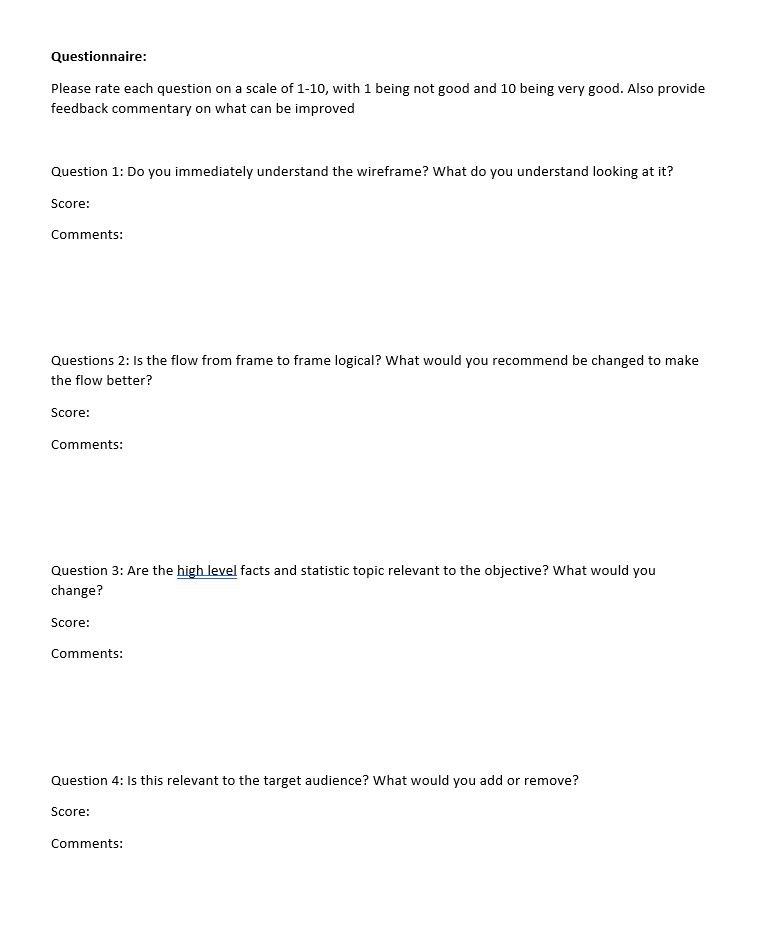 Questionnaire:
Please rate each question on a scale of 1-10, with 1 being not good and 10 being very good. Also provide
feedback commentary on what can be improved
Question 1: Do you immediately understand the wireframe? What do you understand looking at it?
Score:
Comments:
Questions 2: Is the flow from frame to frame logical? What would you recommend be changed to make
the flow better?
Score:
Comments:
Question 3: Are the high level facts and statistic topic relevant to the objective? What would you
change?
Score:
Comments:
Question 4: Is this relevant to the target audience? What would you add or remove?
Score:
Comments: